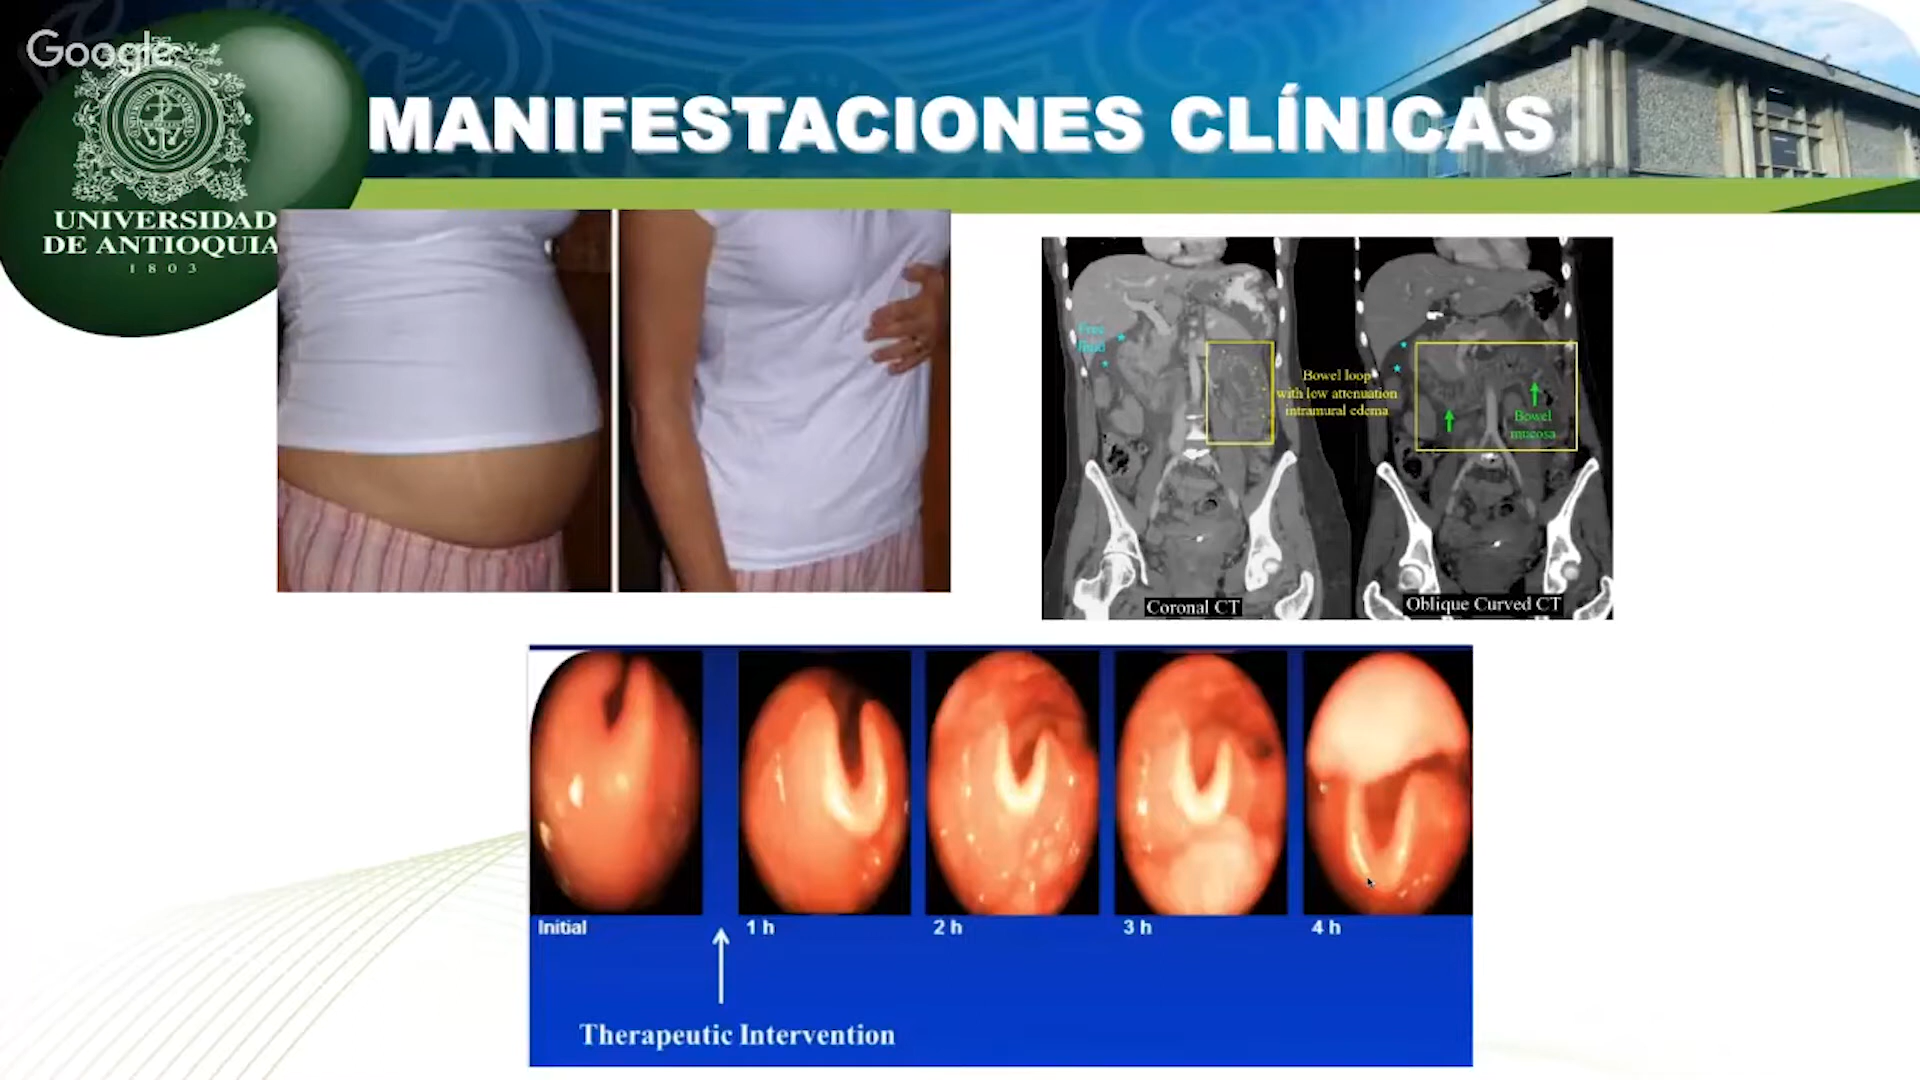 Google
MANIFESTACIONES CLÍNICAS
UNIVERSIDAD
DE ANTIOQUIA
1803
Free
fluid
Bowel loop
with low attenuation
intramural edema
Bowel
mucosa
Coronal CT
Oblique Curved CT
Initial
1 h
2 h
3 h
4 h
Therapeutic Intervention